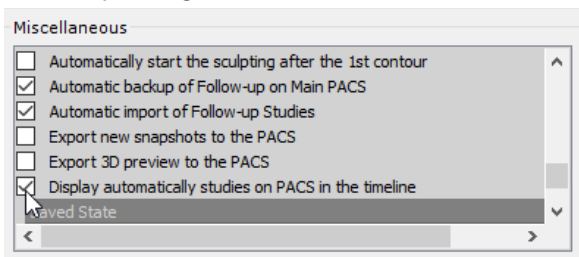 Miscellaneous
Automatically start the sculpting after the 1st contour
Automatic backup of Follow-up on Main PACS
Automatic import of Follow-up Studies
Export new snapshots to the PACS
Export 3D preview to the PACS
Display automatically studies on PACS in the timeline
Saved State